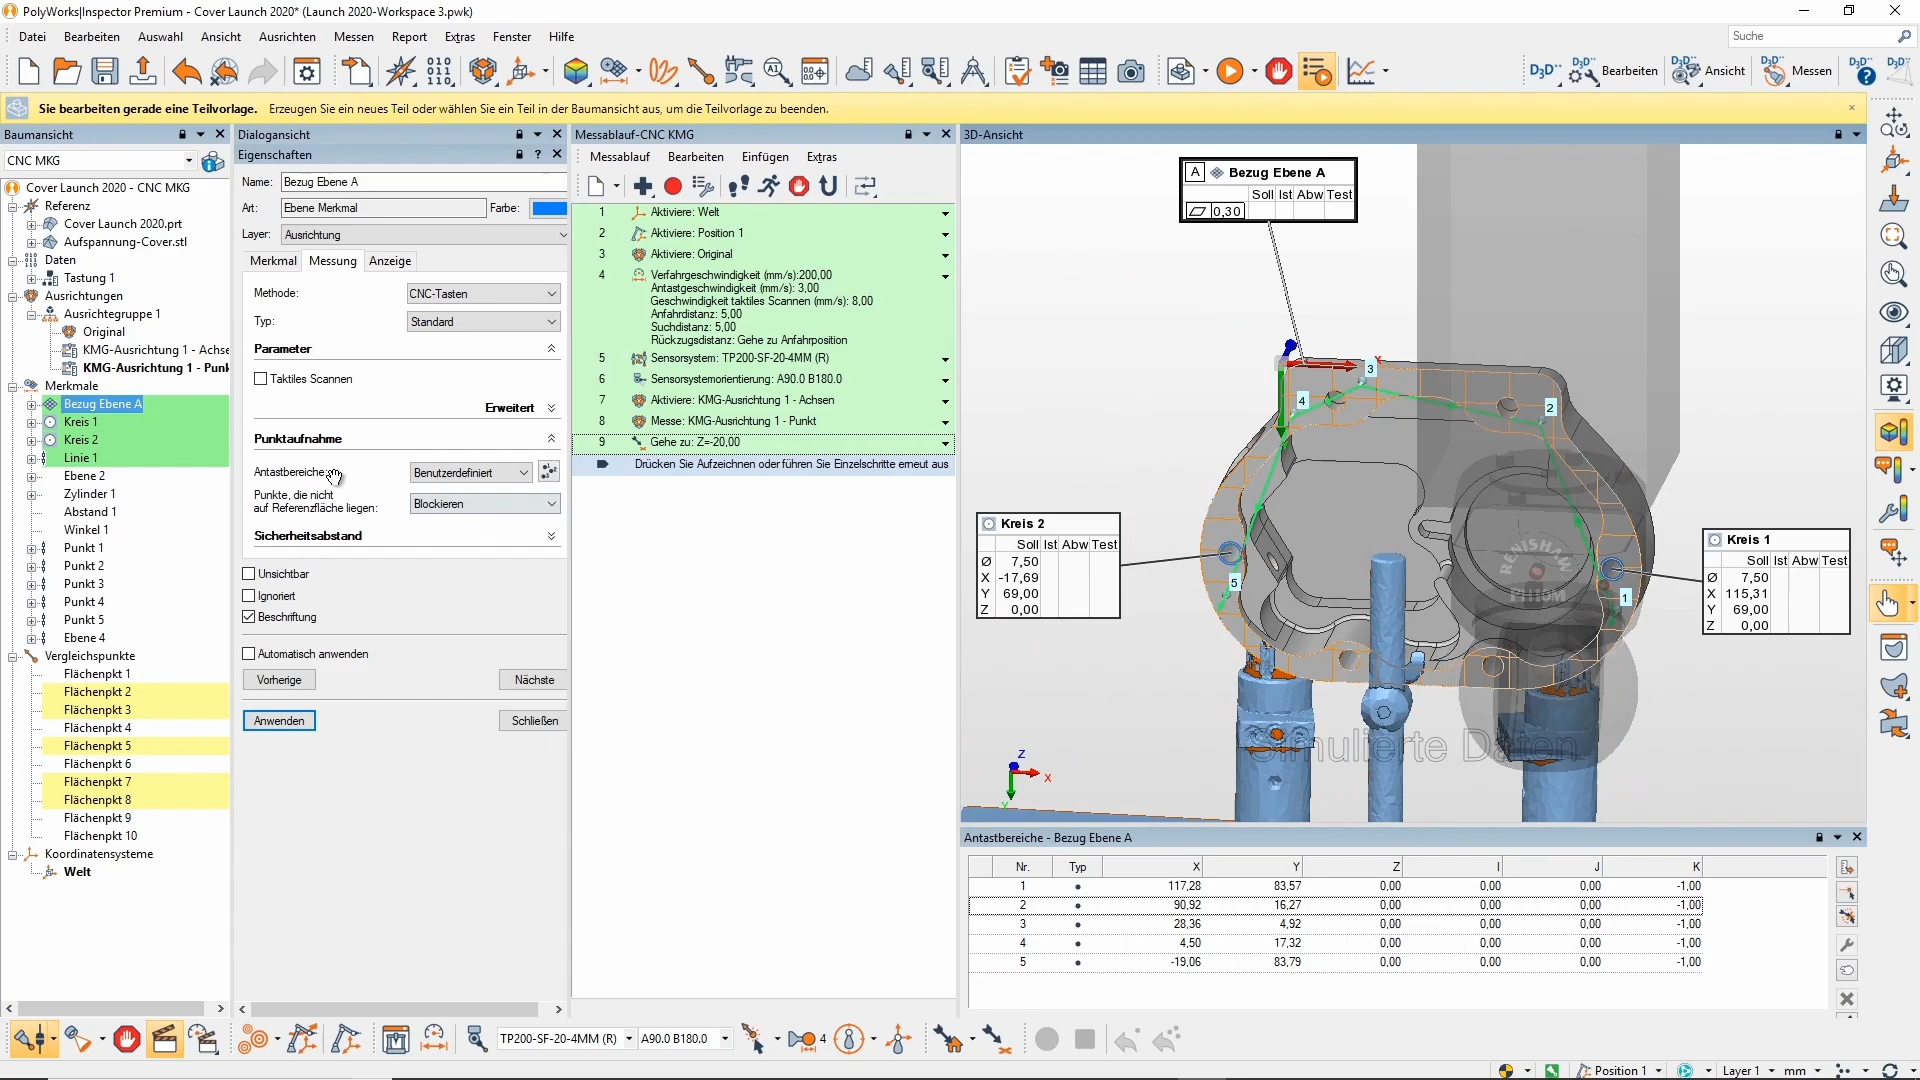 PolyWorks|Inspector Premium - Cover Launch 2020* (Launch 2020-Workspace 3.pwk)
Datei Bearbeiten Auswahl Ansicht Ausrichten Messen Report Extras Fenster Hilfe
Suche
Bearbeiten Ansicht Messen
Sie bearbeiten gerade eine Teilvorlage. Erzeugen Sie ein neues Teil oder wählen Sie ein Teil in der Baumansicht aus, um die Teilvorlage zu beenden.
Baumansicht
CNC MKG
Cover Launch 2020 - CNC MKG
Referenz
Cover Launch 2020.prt
Aufspannung-Cover.stl
Daten
Tastung 1
Ausrichtungen
Ausrichtegruppe 1
Original
KMG-Ausrichtung 1 - Achse
KMG-Ausrichtung 1 - Punk
Merkmale
Bezug Ebene A
Kreis 1
Kreis 2
Linie 1
Ebene 2
Zylinder 1
Abstand 1
Winkel 1
Punkt 1
Punkt 2
Punkt 3
Punkt 4
Punkt 5
Ebene 4
Vergleichspunkte
Flächenpkt 1
Flächenpkt 2
Flächenpkt 3
Flächenpkt 4
Flächenpkt 5
Flächenpkt 6
Flächenpkt 7
Flächenpkt 8
Flächenpkt 9
Flächenpkt 10
Koordinatensysteme
Welt
Dialogansicht
Eigenschaften
Name: Bezug Ebene A
Art: Ebene Merkmal Farbe:
Layer: Ausrichtung
Merkmal Messung Anzeige
Methode: CNC-Tasten
Typ: Standard
Parameter
Taktiles Scannen
Erweitert
Punktaufnahme
Antastbereiche: Benutzerdefiniert
Punkte, die nicht
auf Referenzfläche liegen: Blockieren
Sicherheitsabstand
Unsichtbar
Ignoriert
Beschriftung
Automatisch anwenden
Vorherige Nächste
Anwenden Schließen
Messablauf-CNC KMG
Messablauf Bearbeiten Einfügen Extras
1 Aktiviere: Welt
2 Aktiviere: Position 1
3 Aktiviere: Original
4 Verfahrgeschwindigkeit (mm/s):200,00
Antastgeschwindigkeit (mm/s): 3,00
Geschwindigkeit taktiles Scannen (mm/s): 8,00
Anfahrdistanz: 5,00
Suchdistanz: 5,00
Rückzugsdistanz: Gehe zu Anfahrposition
5 Sensorsystem: TP200-SF-20-4MM (R)
6 Sensorsystemorientierung: A90.0 B180.0
7 Aktiviere: KMG-Ausrichtung 1 - Achsen
8 Messe: KMG-Ausrichtung 1 - Punkt
9 Gehe zu: Z=-20,00
Drücken Sie Aufzeichnen oder führen Sie Einzelschritte erneut aus
3D-Ansicht
A Bezug Ebene A
Soll Ist Abw Test
0,30
Y
3
4
2
5
1
Kreis 2
Soll Ist Abw Test
Ø 7,50
X -17,69
Y 69,00
Z 0,00
Kreis 1
Soll Ist Abw Test
Ø 7,50
X 115,31
Y 69,00
Z 0,00
RENISHAW
PH10M
Simulierte Daten
Z
X
Y
Antastbereiche - Bezug Ebene A
Nr. Typ X Y Z I J K
1 • 117,28 83,57 0,00 0,00 0,00 -1,00
2 • 90,92 16,27 0,00 0,00 0,00 -1,00
3 • 28,36 4,92 0,00 0,00 0,00 -1,00
4 • 4,50 17,32 0,00 0,00 0,00 -1,00
5 • -19,06 83,79 0,00 0,00 0,00 -1,00
TP200-SF-20-4MM (R) A90.0 B180.0 4
Position 1 Layer 1 mm